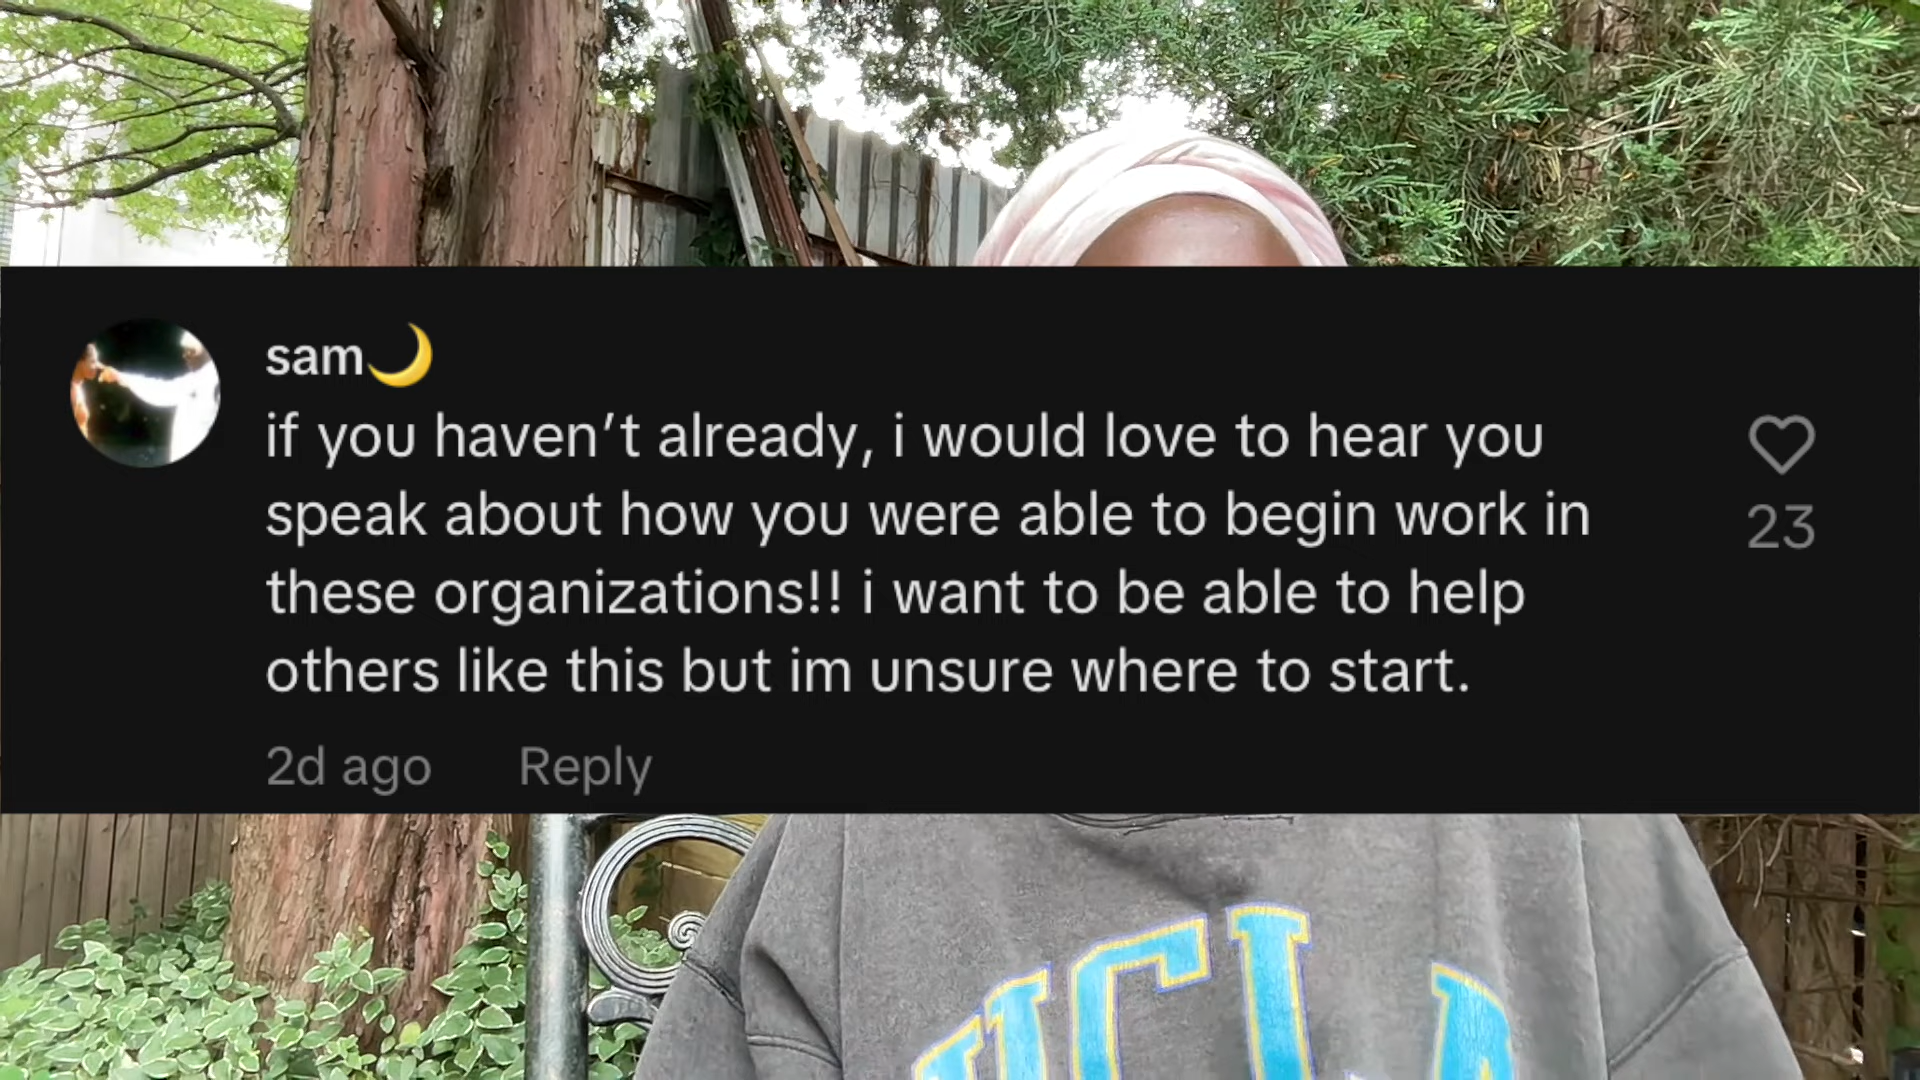 sam🌙
if you haven’t already, i would love to hear you
speak about how you were able to begin work in
these organizations!! i want to be able to help
others like this but im unsure where to start.
23
2d ago Reply
UCLA